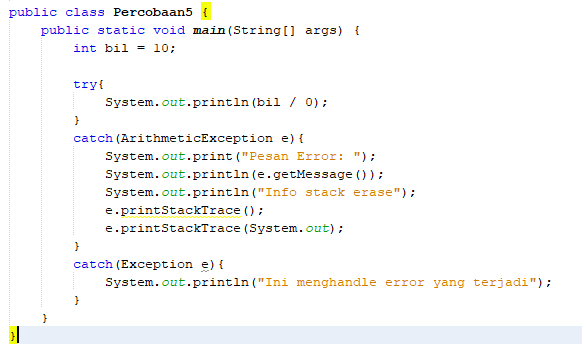 public class Percobaan5 {
public static void main(String[] args) {
int bil = 10;
try{
System.out.println(bil / 0);
}
catch(ArithmeticException e){
System.out.print("Pesan Error: ");
System.out.println(e.getMessage());
System.out.println("Info stack erase");
e.printStackTrace();
e.printStackTrace(System.out);
}
catch(Exception e){
System.out.println("Ini menghandle error yang terjadi");
}
}
}